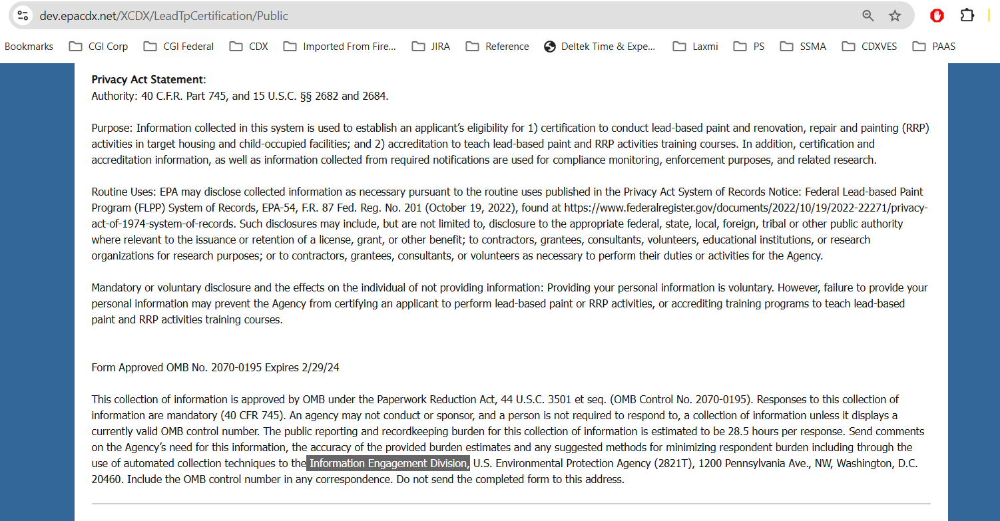 dev.epacdx.net/XCDX/LeadTpCertification/Public
Bookmarks CGI Corp CGI Federal CDX Imported From Fire... JIRA Reference Deltek Time & Expe... Laxmi PS SSMA CDXVES PAAS
Privacy Act Statement:
Authority: 40 C.F.R. Part 745, and 15 U.S.C. §§ 2682 and 2684.
Purpose: Information collected in this system is used to establish an applicant’s eligibility for 1) certification to conduct lead-based paint and renovation, repair and painting (RRP)
activities in target housing and child-occupied facilities; and 2) accreditation to teach lead-based paint and RRP activities training courses. In addition, certification and
accreditation information, as well as information collected from required notifications are used for compliance monitoring, enforcement purposes, and related research.
Routine Uses: EPA may disclose collected information as necessary pursuant to the routine uses published in the Privacy Act System of Records Notice: Federal Lead-based Paint
Program (FLPP) System of Records, EPA-54, F.R. 87 Fed. Reg. No. 201 (October 19, 2022), found at https://www.federalregister.gov/documents/2022/10/19/2022-22271/privacy-
act-of-1974-system-of-records. Such disclosures may include, but are not limited to, disclosure to the appropriate federal, state, local, foreign, tribal or other public authority
where relevant to the issuance or retention of a license, grant, or other benefit; to contractors, grantees, consultants, volunteers, educational institutions, or research
organizations for research purposes; or to contractors, grantees, consultants, or volunteers as necessary to perform their duties or activities for the Agency.
Mandatory or voluntary disclosure and the effects on the individual of not providing information: Providing your personal information is voluntary. However, failure to provide your
personal information may prevent the Agency from certifying an applicant to perform lead-based paint or RRP activities, or accrediting training programs to teach lead-based
paint and RRP activities training courses.
Form Approved OMB No. 2070-0195 Expires 2/29/24
This collection of information is approved by OMB under the Paperwork Reduction Act, 44 U.S.C. 3501 et seq. (OMB Control No. 2070-0195). Responses to this collection of
information are mandatory (40 CFR 745). An agency may not conduct or sponsor, and a person is not required to respond to, a collection of information unless it displays a
currently valid OMB control number. The public reporting and recordkeeping burden for this collection of information is estimated to be 28.5 hours per response. Send comments
on the Agency’s need for this information, the accuracy of the provided burden estimates and any suggested methods for minimizing respondent burden including through the
use of automated collection techniques to the Information Engagement Division, U.S. Environmental Protection Agency (2821T), 1200 Pennsylvania Ave., NW, Washington, D.C.
20460. Include the OMB control number in any correspondence. Do not send the completed form to this address.